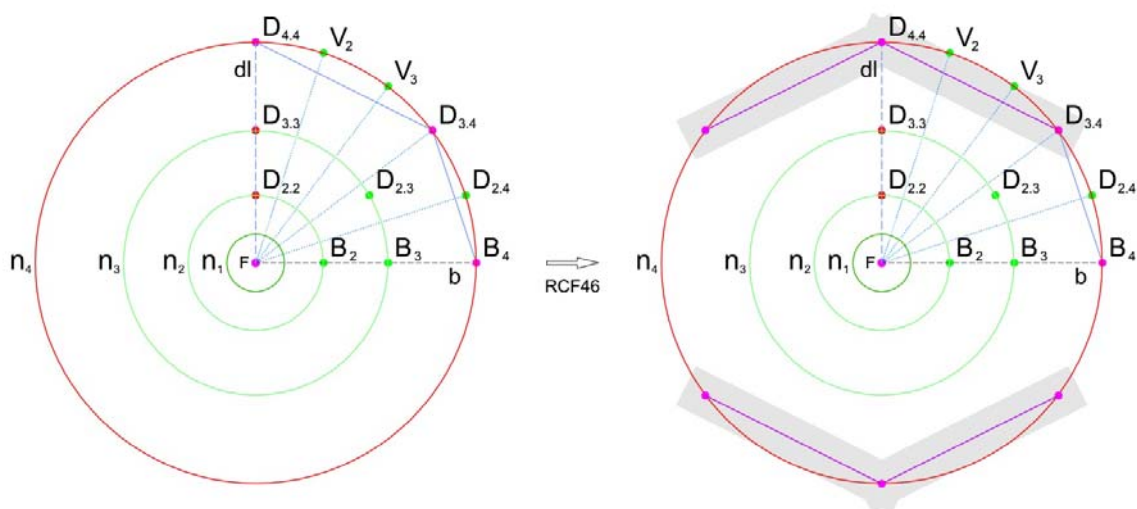 D4.4 V2
dl V3
D3.3 D3.4
D2.2 D2.3 D2.4
n4 n3 n2 n1 F B2 B3 B4
b
RCF46
D4.4 V2
dl V3
D3.3 D3.4
D2.2 D2.3 D2.4
n4 n3 n2 n1 F B2 B3 B4
b